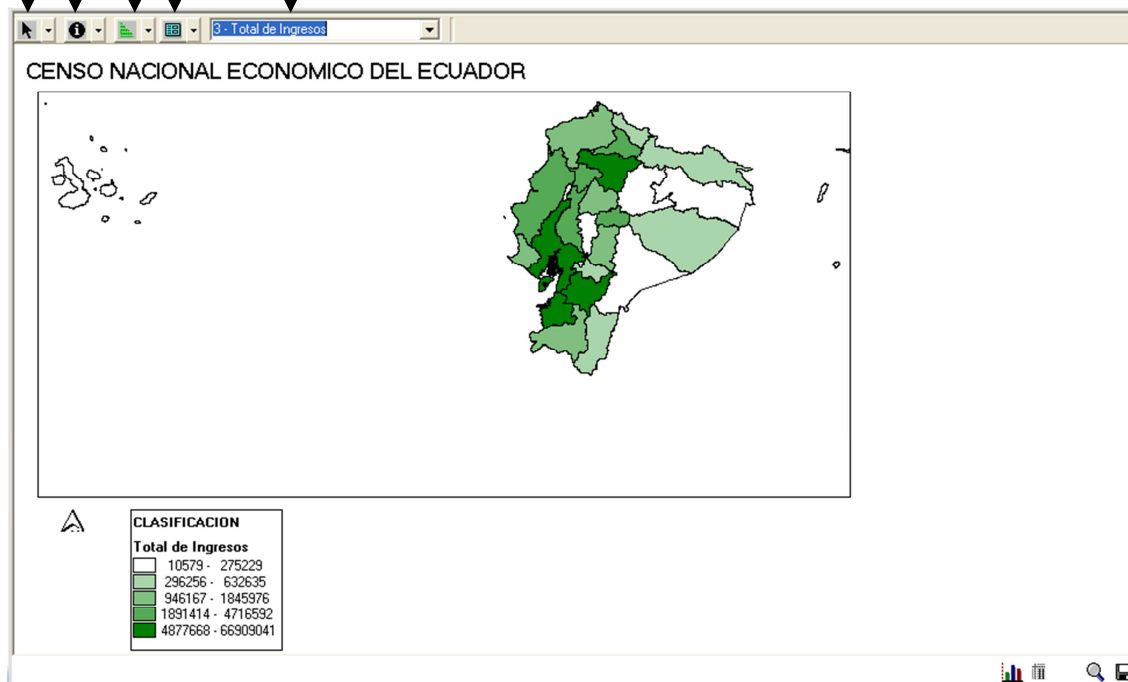 3 - Total de Ingresos
CENSO NACIONAL ECONOMICO DEL ECUADOR
CLASIFICACION
Total de Ingresos
10579 - 275229
296256 - 632635
946167 - 1845976
1891414 - 4716592
4877668 - 66909041